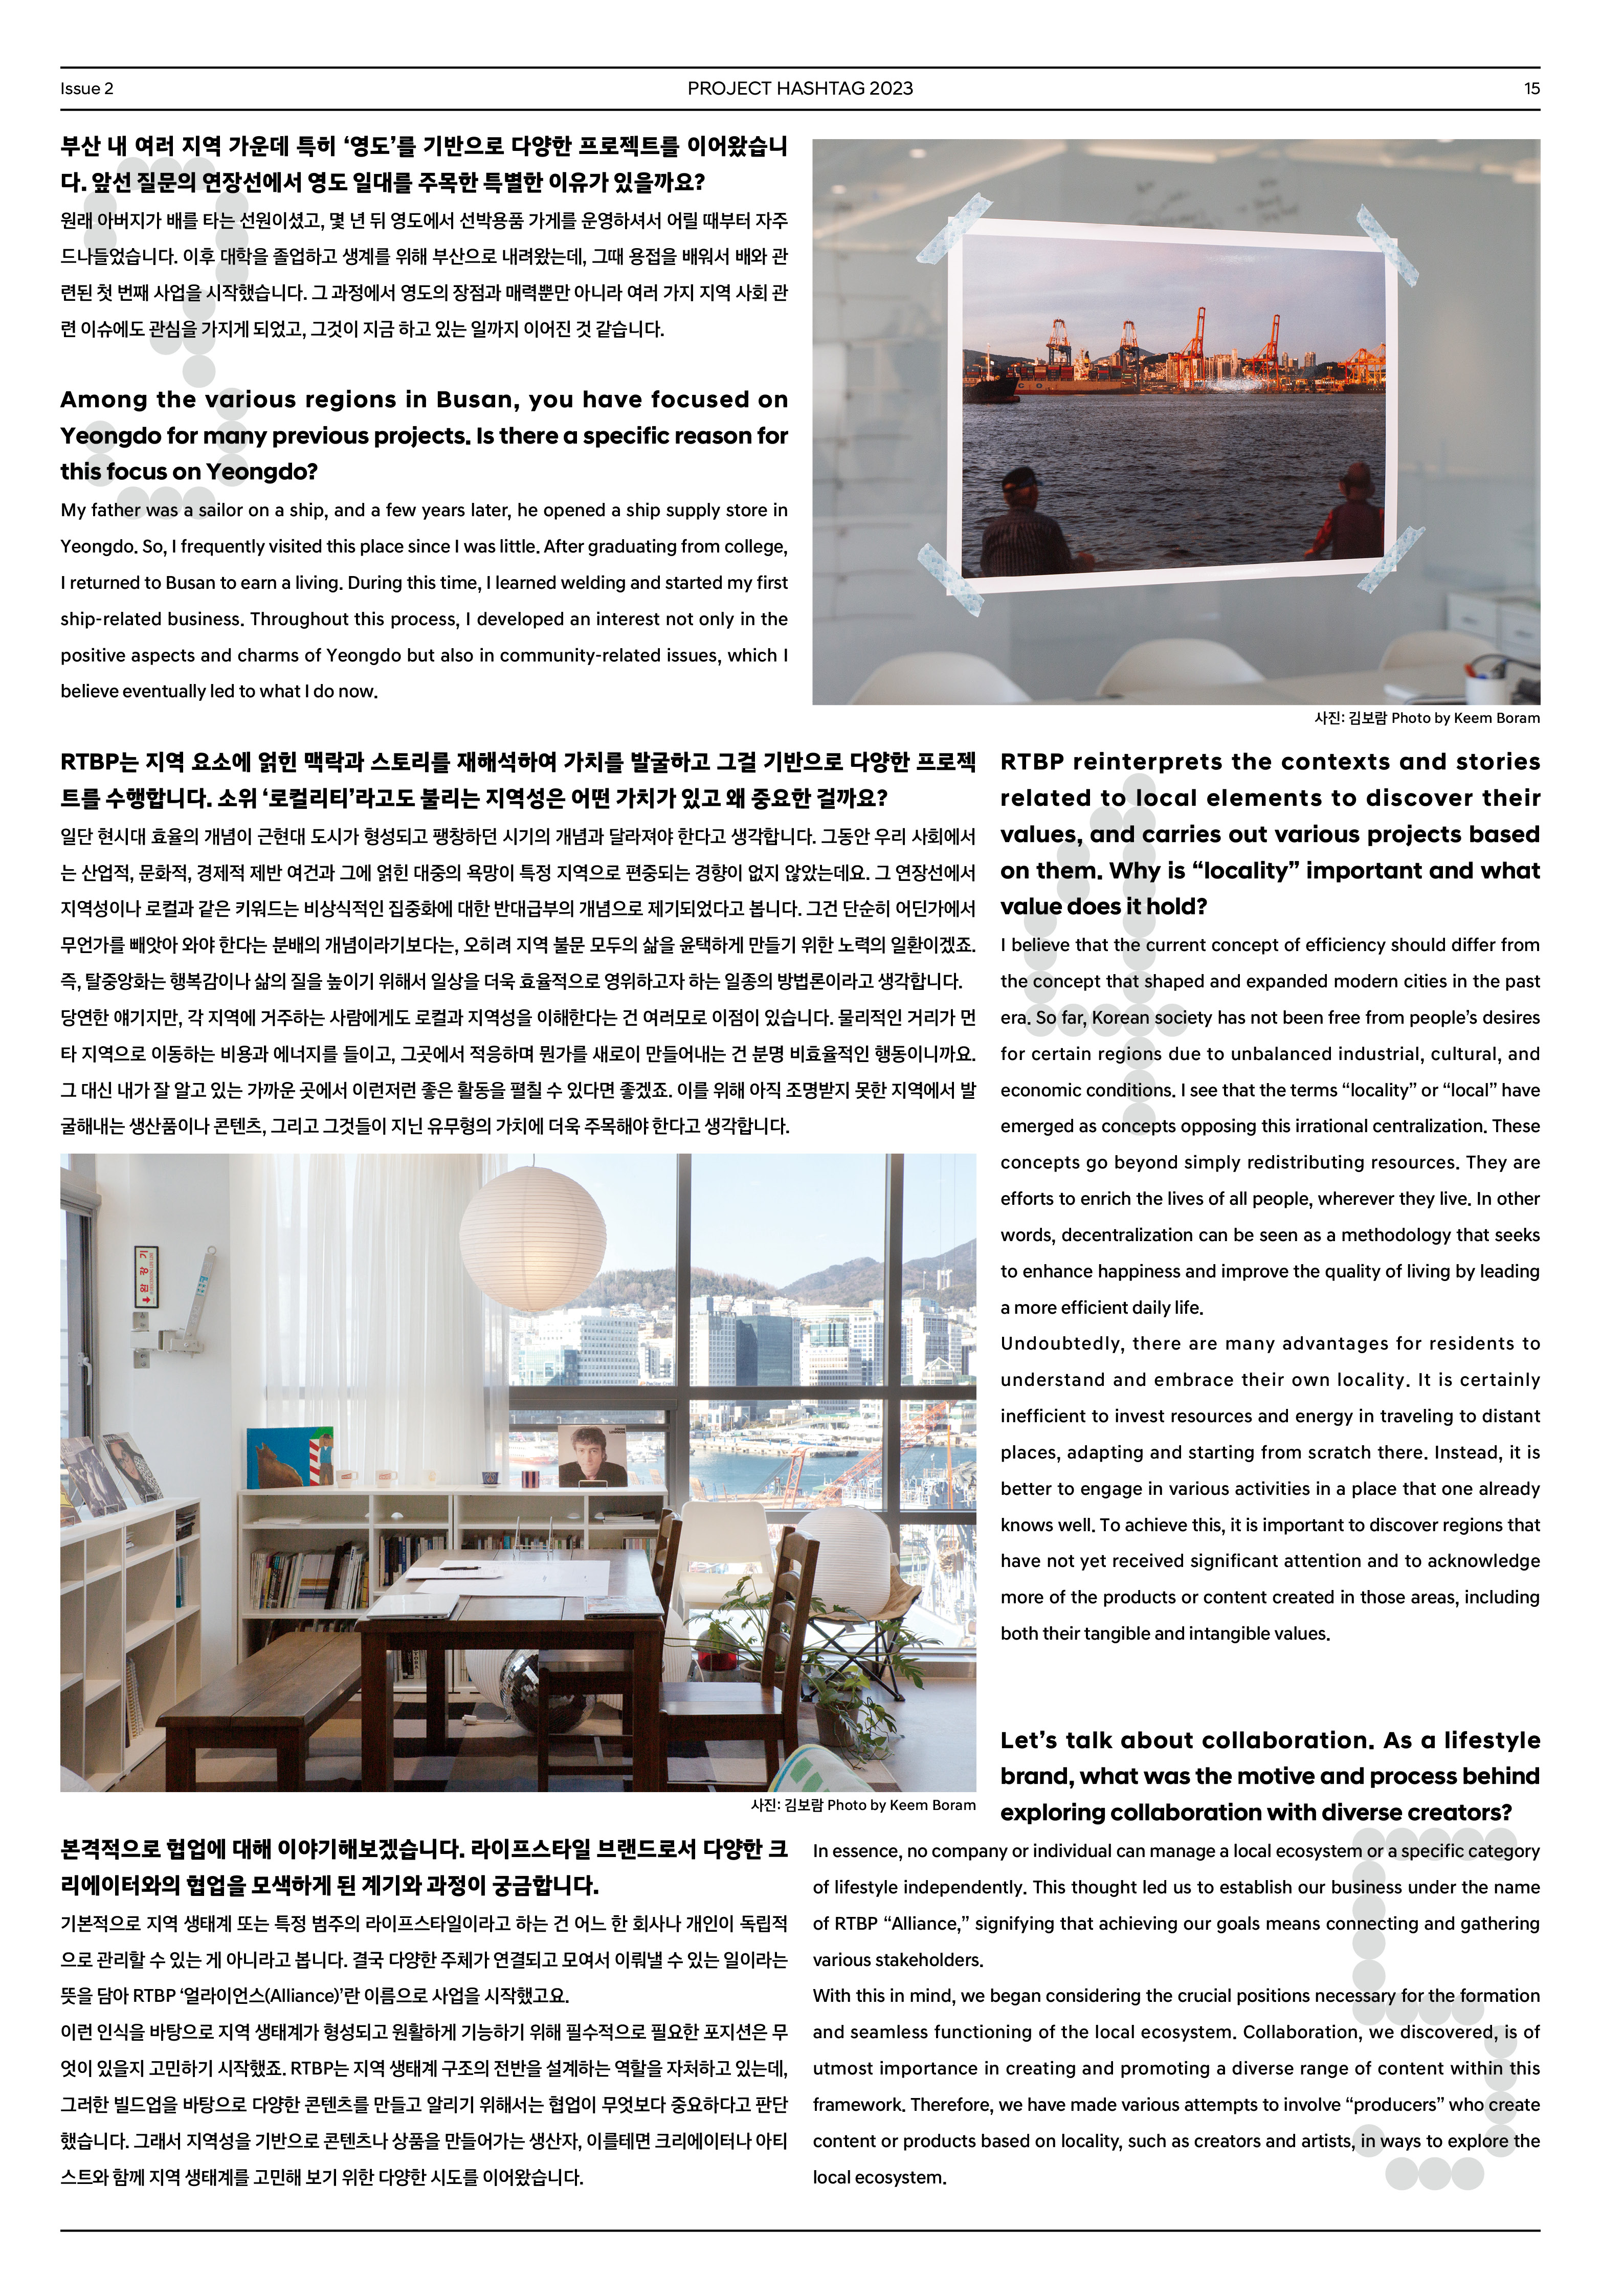 Issue 2
PROJECT HASHTAG 2023
15
부산 내 여러 지역 가운데 특히 ‘영도’를 기반으로 다양한 프로젝트를 이어왔습니
다. 앞선 질문의 연장선에서 영도 일대를 주목한 특별한 이유가 있을까요?
원래 아버지가 배를 타는 선원이셨고, 몇 년 뒤 영도에서 선박용품 가게를 운영하셔서 어릴 때부터 자주
드나들었습니다. 이후 대학을 졸업하고 생계를 위해 부산으로 내려왔는데, 그때 용접을 배워서 배와 관
련된 첫 번째 사업을 시작했습니다. 그 과정에서 영도의 장점과 매력뿐만 아니라 여러 가지 지역 사회 관
련 이슈에도 관심을 가지게 되었고, 그것이 지금 하고 있는 일까지 이어진 것 같습니다.
3
Among the various regions in Busan, you have focused on
Yeongdo for many previous projects. Is there a specific reason for
this focus on Yeongdo?
My father was a sailor on a ship, and a few years later, he opened a ship supply store in
Yeongdo. So, I frequently visited this place since I was little. After graduating from college,
I returned to Busan to earn a living. During this time, I learned welding and started my first
ship-related business. Throughout this process, I developed an interest not only in the
positive aspects and charms of Yeongdo but also in community-related issues, which I
believe eventually led to what I do now.
사진: 김보람 Photo by Keem Boram
RTBP는 지역 요소에 얽힌 맥락과 스토리를 재해석하여 가치를 발굴하고 그걸 기반으로 다양한 프로젝
트를 수행합니다. 소위 ‘로컬리티’라고도 불리는 지역성은 어떤 가치가 있고 왜 중요한 걸까요?
일단 현시대 효율의 개념이 근현대 도시가 형성되고 팽창하던 시기의 개념과 달라져야 한다고 생각합니다. 그동안 우리 사회에서
는 산업적, 문화적, 경제적 제반 여건과 그에 얽힌 대중의 욕망이 특정 지역으로 편중되는 경향이 없지 않았는데요. 그 연장선에서
지역성이나 로컬과 같은 키워드는 비상식적인 집중화에 대한 반대급부의 개념으로 제기되었다고 봅니다. 그건 단순히 어딘가에서
무언가를 빼앗아 와야 한다는 분배의 개념이라기보다는, 오히려 지역 불문 모두의 삶을 윤택하게 만들기 위한 노력의 일환이겠죠.
즉, 탈중앙화는 행복감이나 삶의 질을 높이기 위해서 일상을 더욱 효율적으로 영위하고자 하는 일종의 방법론이라고 생각합니다.
당연한 얘기지만, 각 지역에 거주하는 사람에게도 로컬과 지역성을 이해한다는 건 여러모로 이점이 있습니다. 물리적인 거리가 먼
타 지역으로 이동하는 비용과 에너지를 들이고, 그곳에서 적응하며 뭔가를 새로이 만들어내는 건 분명 비효율적인 행동이니까요.
그 대신 내가 잘 알고 있는 가까운 곳에서 이런저런 좋은 활동을 펼칠 수 있다면 좋겠죠. 이를 위해 아직 조명받지 못한 지역에서 발
굴해내는 생산품이나 콘텐츠, 그리고 그것들이 지닌 유무형의 가치에 더욱 주목해야 한다고 생각합니다.
사진: 김보람 Photo by Keem Boram
RTBP reinterprets the contexts and stories
related to local elements to discover their
values, and carries out various projects based
on them. Why is “locality” important and what
value does it hold?
4
I believe that the current concept of efficiency should differ from
the concept that shaped and expanded modern cities in the past
era. So far, Korean society has not been free from people’s desires
for certain regions due to unbalanced industrial, cultural, and
economic conditions. I see that the terms “locality” or “local” have
emerged as concepts opposing this irrational centralization. These
concepts go beyond simply redistributing resources. They are
efforts to enrich the lives of all people, wherever they live. In other
words, decentralization can be seen as a methodology that seeks
to enhance happiness and improve the quality of living by leading
a more efficient daily life.
Undoubtedly, there are many advantages for residents to
understand and embrace their own locality. It is certainly
inefficient to invest resources and energy in traveling to distant
places, adapting and starting from scratch there. Instead, it is
better to engage in various activities in a place that one already
knows well. To achieve this, it is important to discover regions that
have not yet received significant attention and to acknowledge
more of the products or content created in those areas, including
both their tangible and intangible values.
본격적으로 협업에 대해 이야기해보겠습니다. 라이프스타일 브랜드로서 다양한 크
리에이터와의 협업을 모색하게 된 계기와 과정이 궁금합니다.
기본적으로 지역 생태계 또는 특정 범주의 라이프스타일이라고 하는 건 어느 한 회사나 개인이 독립적
으로 관리할 수 있는 게 아니라고 봅니다. 결국 다양한 주체가 연결되고 모여서 이뤄낼 수 있는 일이라는
뜻을 담아 RTBP ‘얼라이언스(Alliance)’란 이름으로 사업을 시작했고요.
이런 인식을 바탕으로 지역 생태계가 형성되고 원활하게 기능하기 위해 필수적으로 필요한 포지션은 무
엇이 있을지 고민하기 시작했죠. RTBP는 지역 생태계 구조의 전반을 설계하는 역할을 자처하고 있는데,
그러한 빌드업을 바탕으로 다양한 콘텐츠를 만들고 알리기 위해서는 협업이 무엇보다 중요하다고 판단
했습니다. 그래서 지역성을 기반으로 콘텐츠나 상품을 만들어가는 생산자, 이를테면 크리에이터나 아티
스트와 함께 지역 생태계를 고민해 보기 위한 다양한 시도를 이어왔습니다.
Let’s talk about collaboration. As a lifestyle
brand, what was the motive and process behind
exploring collaboration with diverse creators?
5
In essence, no company or individual can manage a local ecosystem or a specific category
of lifestyle independently. This thought led us to establish our business under the name
of RTBP “Alliance,” signifying that achieving our goals means connecting and gathering
various stakeholders.
With this in mind, we began considering the crucial positions necessary for the formation
and seamless functioning of the local ecosystem. Collaboration, we discovered, is of
utmost importance in creating and promoting a diverse range of content within this
framework. Therefore, we have made various attempts to involve “producers” who create
content or products based on locality, such as creators and artists, in ways to explore the
local ecosystem.